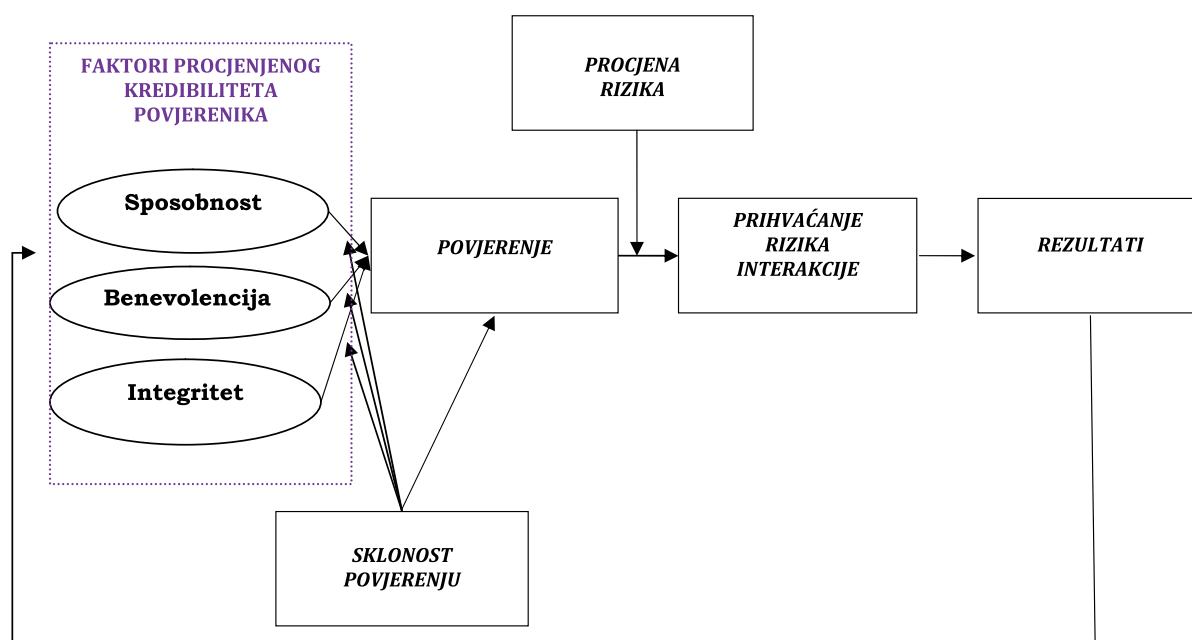 FAKTORI PROCJENJENOG
KREDIBILITETA
POVJERENIKA
Sposobnost
Benevolencija
Integritet
PROCJENA
RIZIKA
POVJERENJE
PRIHVAĆANJE
RIZIKA
INTERAKCIJE
REZULTATI
SKLONOST
POVJERENJU